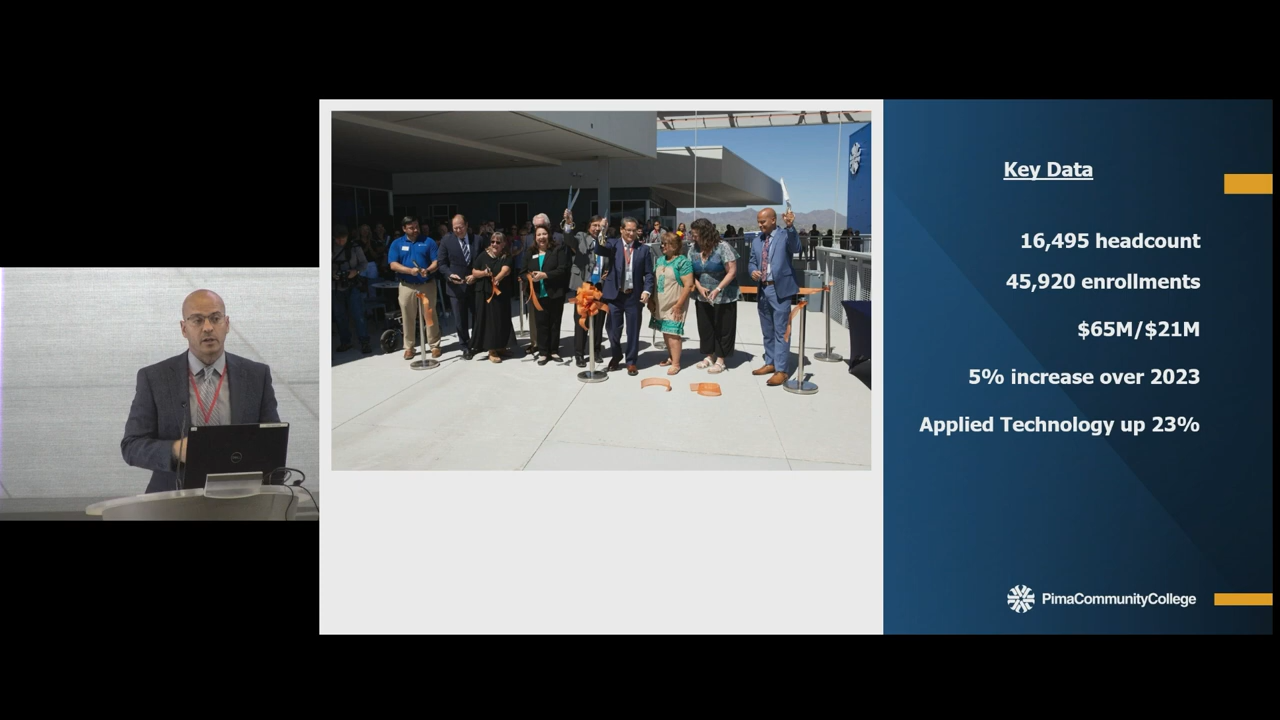 Key Data
16,495 headcount
45,920 enrollments
$65M/$21M
5% increase over 2023
Applied Technology up 23%
PimaCommunityCollege